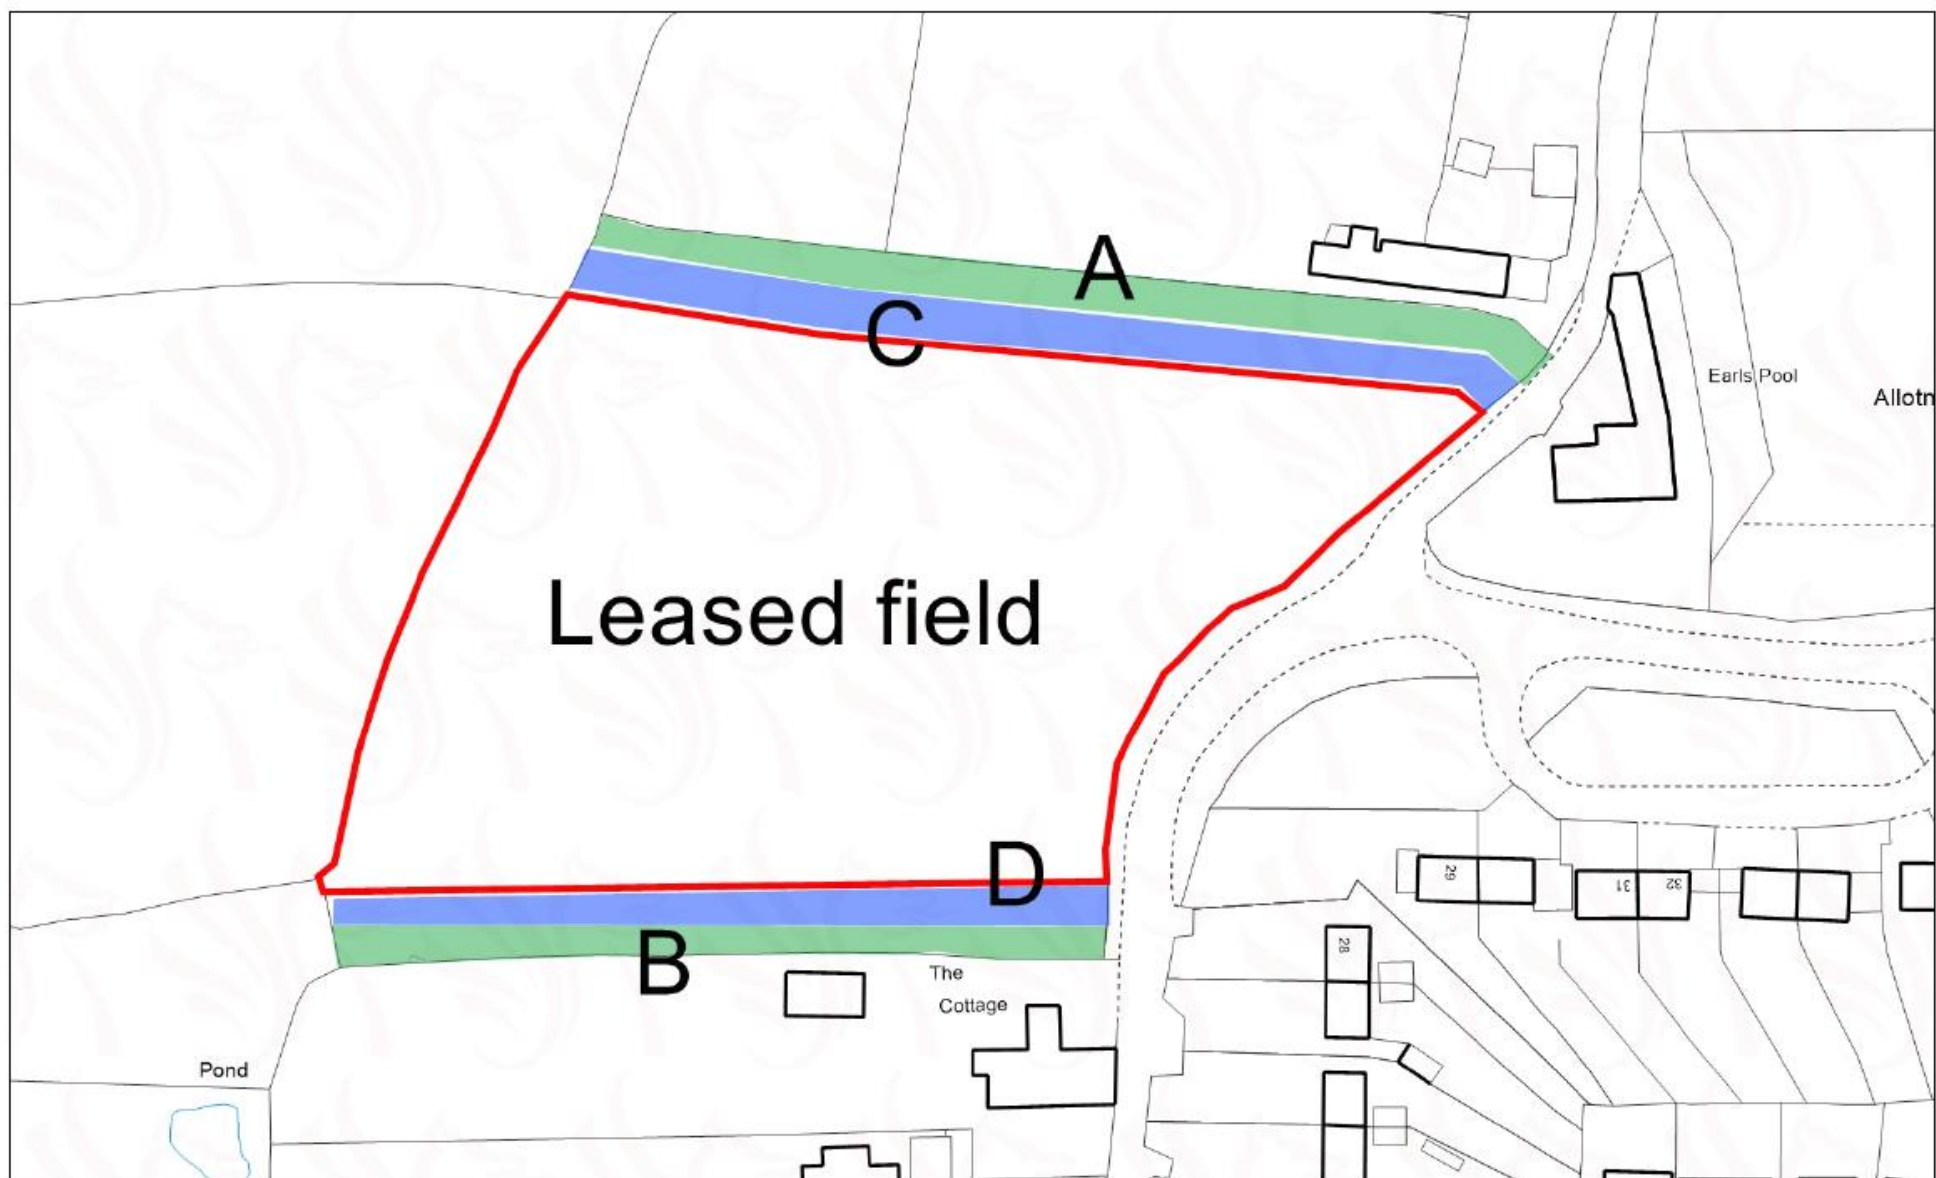 A
C
Earls Pool
Allotn
Leased field
D
29
31
32
B
28
The
Cottage
Pond